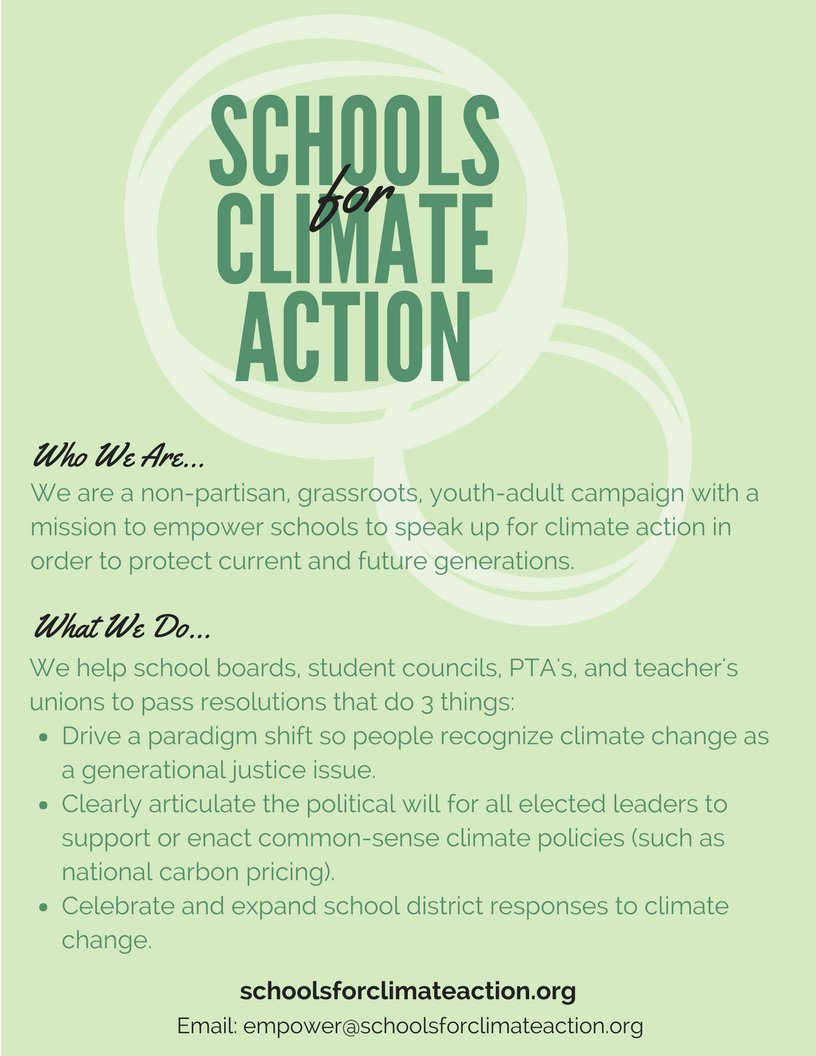 SCHOOLS
for
CLIMATE
ACTION
Who We Are...
We are a non-partisan, grassroots, youth-adult campaign with a
mission to empower schools to speak up for climate action in
order to protect current and future generations.
What We Do...
We help school boards, student councils, PTA's, and teacher's
unions to pass resolutions that do 3 things:
• Drive a paradigm shift so people recognize climate change as
a generational justice issue.
• Clearly articulate the political will for all elected leaders to
support or enact common-sense climate policies (such as
national carbon pricing).
• Celebrate and expand school district responses to climate
change.
schoolsforclimateaction.org
Email: empower@schoolsforclimateaction.org